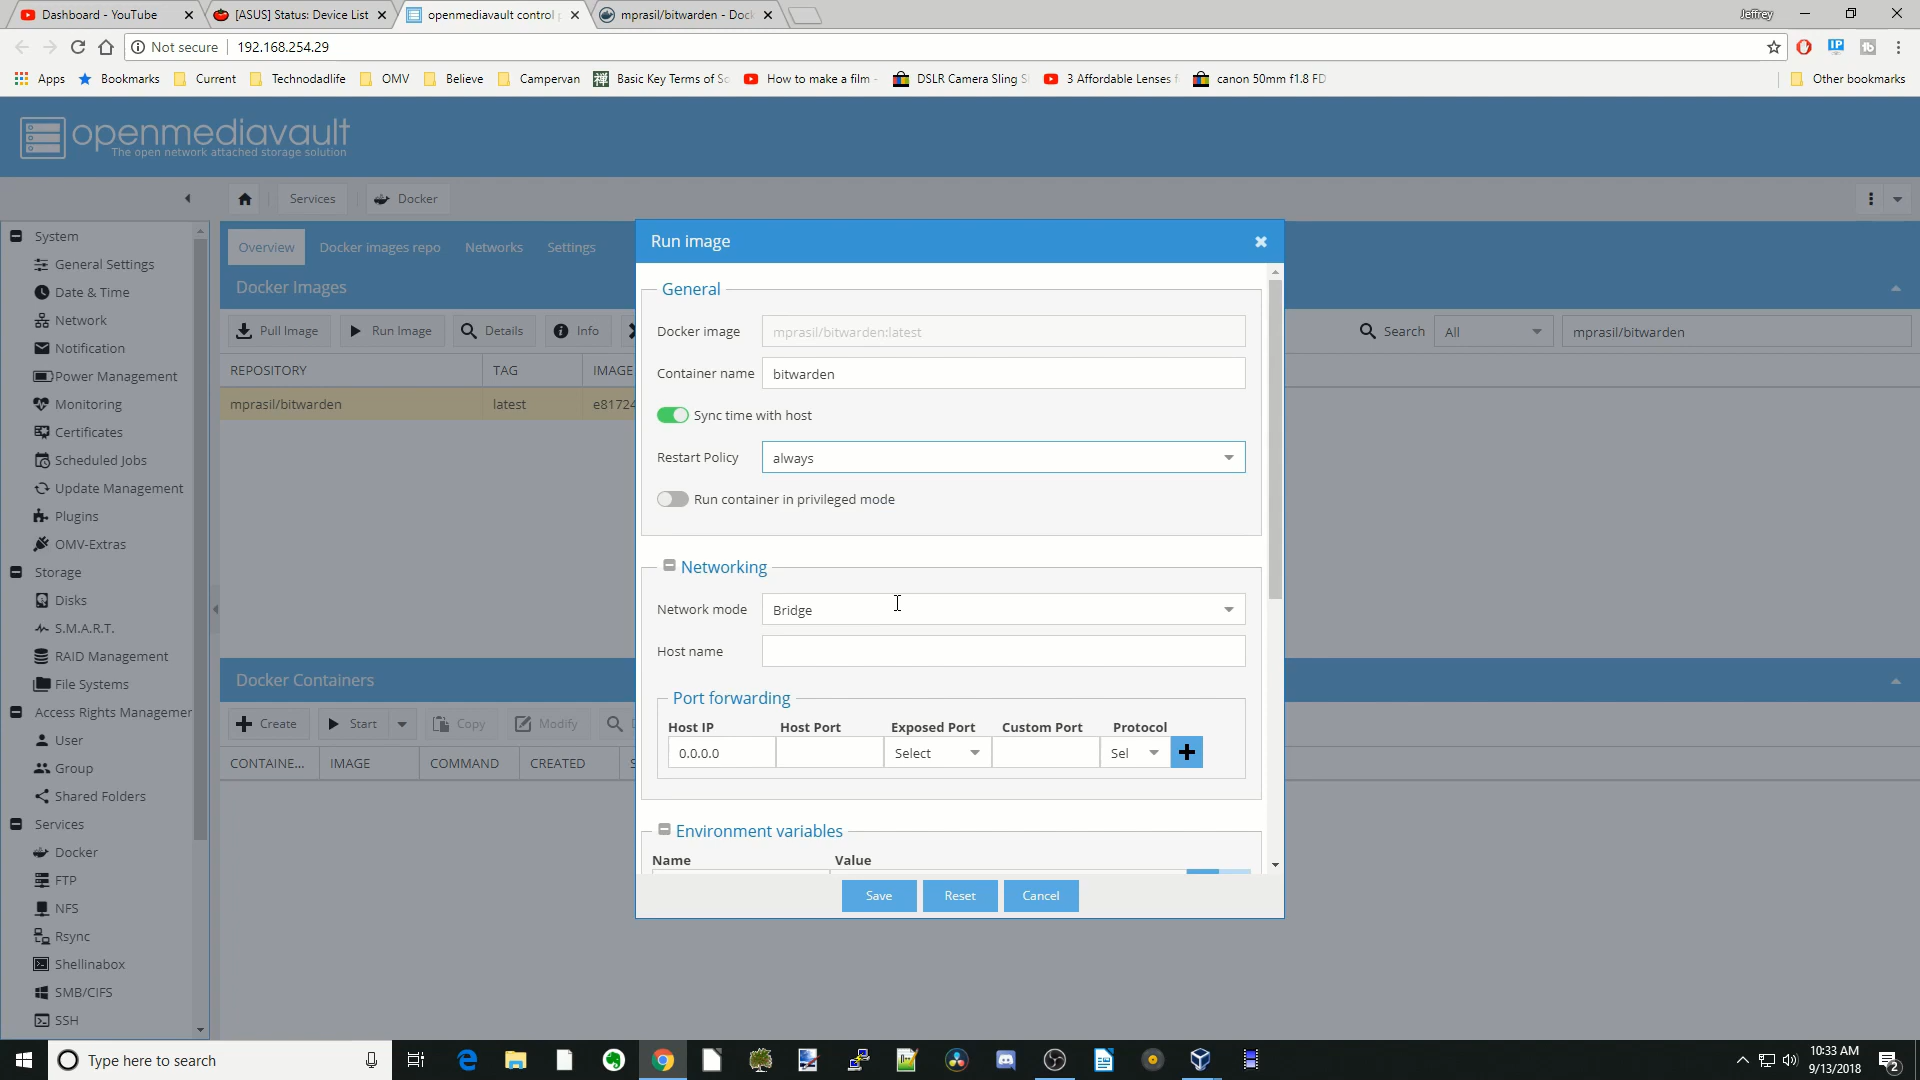 Dashboard - YouTube
[ASUS] Status: Device List
openmediavault control p
mprasil/bitwarden - Doc
Jeffrey
Not secure
192.168.254.29
Apps
Bookmarks
Current
Technodadlife
OMV
Believe
Campervan
Basic Key Terms of Sc
How to make a film -
DSLR Camera Sling S
3 Affordable Lenses f
canon 50mm f1.8 FD
Other bookmarks
openmediavault
The open network attached storage solution
Services
Docker
System
General Settings
Date & Time
Network
Notification
Power Management
Monitoring
Certificates
Scheduled Jobs
Update Management
Plugins
OMV-Extras
Storage
Disks
S.M.A.R.T.
RAID Management
File Systems
Access Rights Managemer
User
Group
Shared Folders
Services
Docker
FTP
NFS
Rsync
Shellinabox
SMB/CIFS
SSH
Overview
Docker images repo
Networks
Settings
Docker Images
Pull Image
Run Image
Details
Info
Search
All
mprasil/bitwarden
REPOSITORY
TAG
IMAGE
mprasil/bitwarden
latest
e8172
Docker Containers
Create
Start
Copy
Modify
CONTAINE...
IMAGE
COMMAND
CREATED
Run image
General
Docker image
mprasil/bitwarden:latest
Container name
bitwarden
Sync time with host
Restart Policy
always
Run container in privileged mode
Networking
Network mode
Bridge
Host name
Port forwarding
Host IP
Host Port
Exposed Port
Custom Port
Protocol
0.0.0.0
Select
Sel
Environment variables
Name
Value
Save
Reset
Cancel
Type here to search
10:33 AM
9/13/2018
2